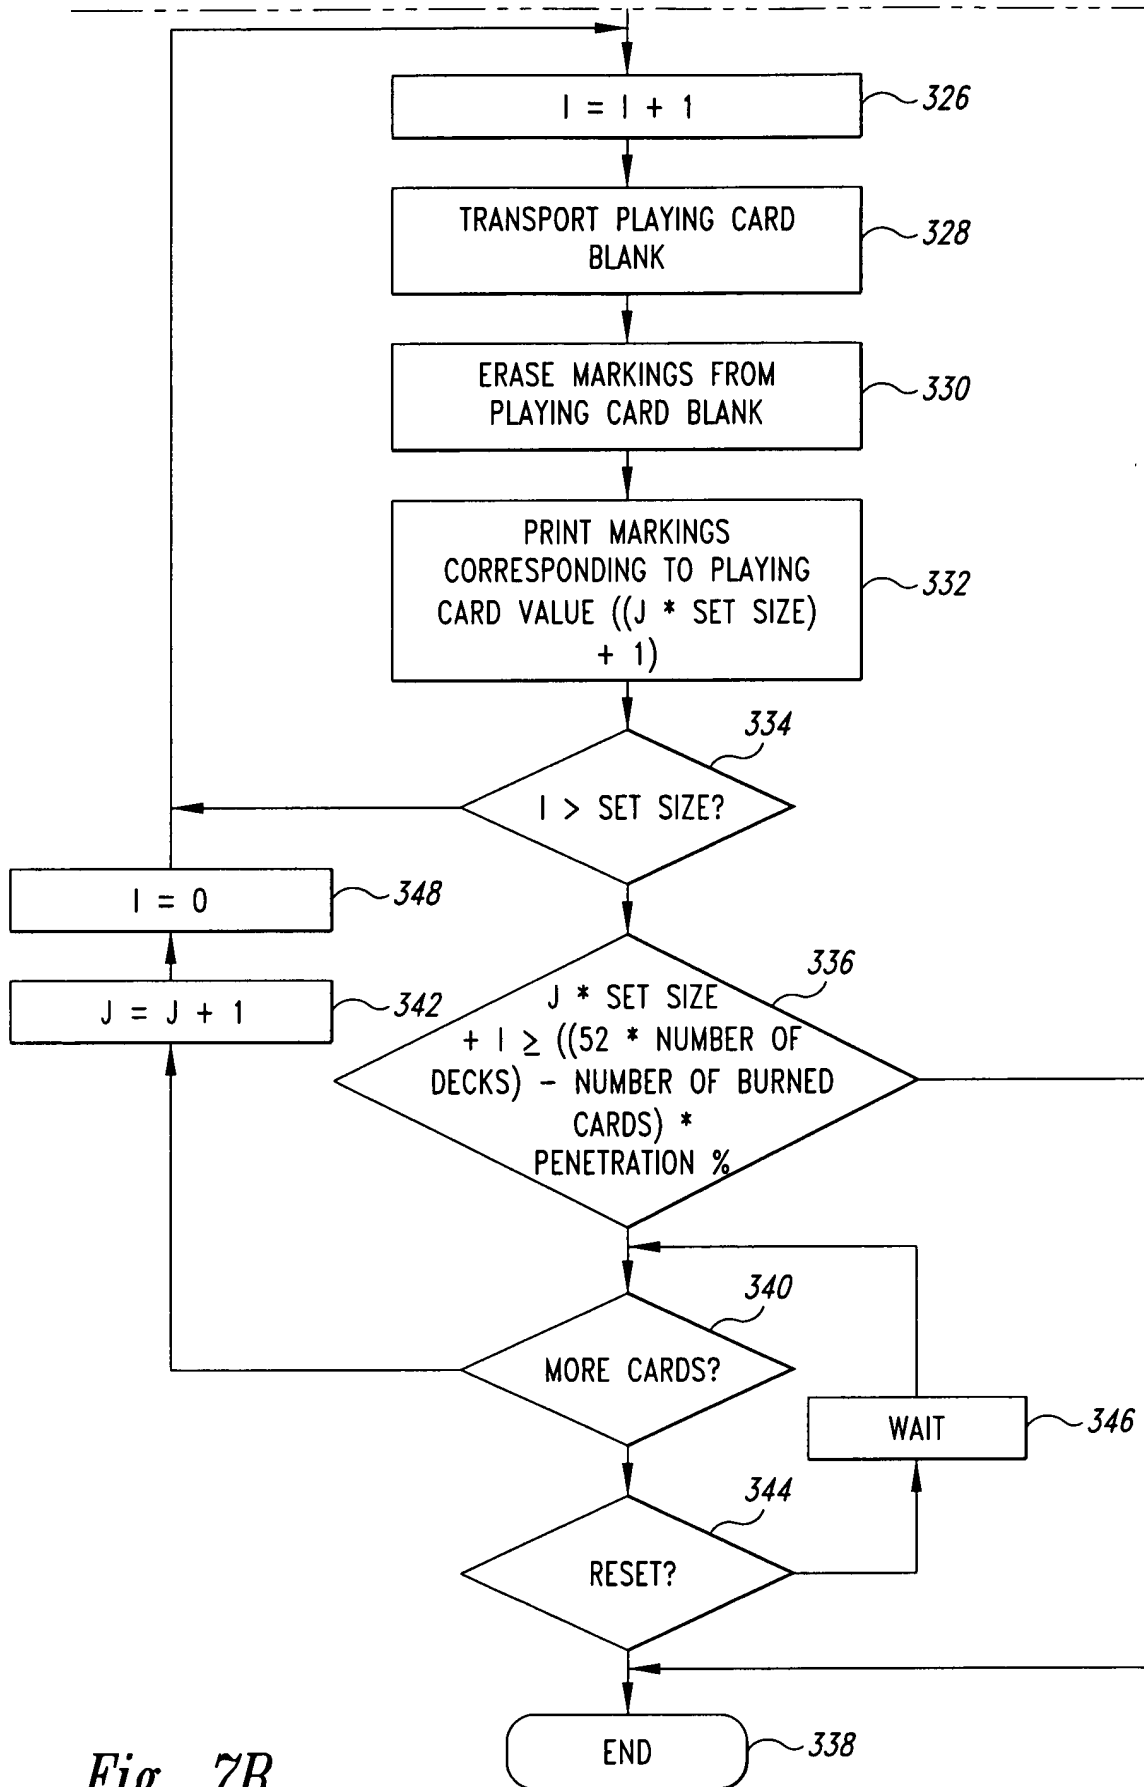 I = I + 1
326
TRANSPORT PLAYING CARD
BLANK
328
ERASE MARKINGS FROM
PLAYING CARD BLANK
330
PRINT MARKINGS
CORRESPONDING TO PLAYING
CARD VALUE ((J * SET SIZE)
+ 1)
332
334
I > SET SIZE?
I = 0
348
J = J + 1
342
336
J * SET SIZE
+ I ≥ ((52 * NUMBER OF
DECKS) - NUMBER OF BURNED
CARDS) *
PENETRATION %
340
MORE CARDS?
WAIT
346
344
RESET?
END
338
Fig. 7B